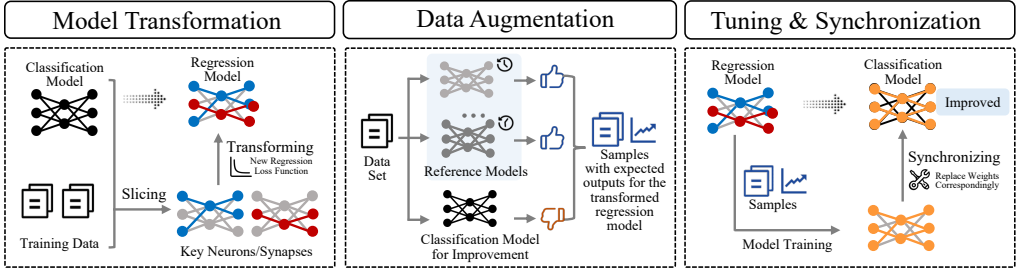 Model Transformation
Classification
Model
Regression
Model
Transforming
New Regression
Loss Function
Slicing
Training Data
Key Neurons/Synapses
Data Augmentation
Data
Set
Reference Models
Classification Model
for Improvement
Samples
with expected
outputs for the
transformed
regression
model
Tuning & Synchronization
Regression
Model
Classification
Model
Improved
Synchronizing
Replace Weights
Correspondingly
Samples
Model Training